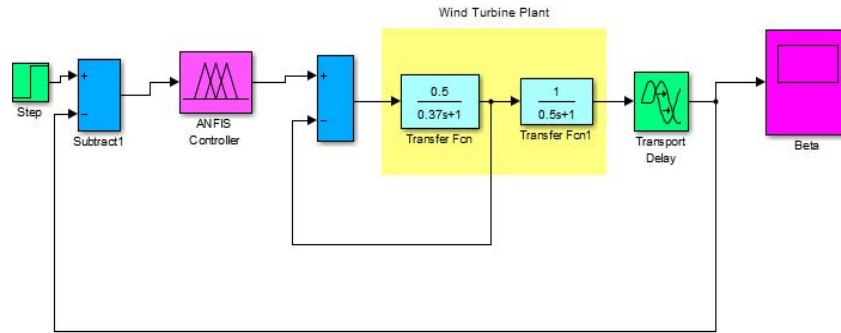 Wind Turbine Plant
+
−
Step
Subtract1
ANFIS
Controller
+
−
0.5
0.37s+1
Transfer Fcn
1
0.5s+1
Transfer Fcn1
Transport
Delay
Beta